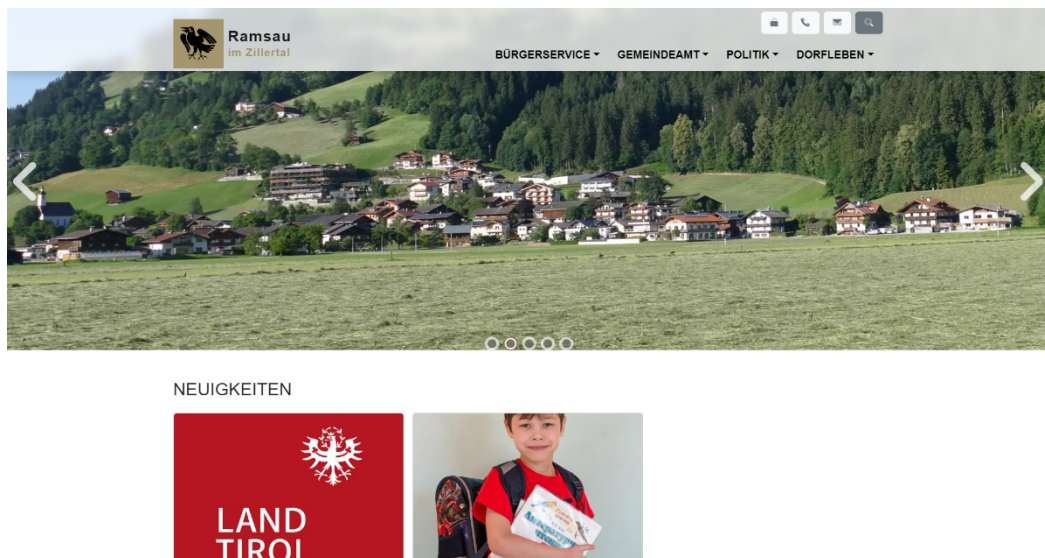 Ramsau
im Zillertal
BÜRGERSERVICE
GEMEINDEAMT
POLITIK
DORFLEBEN
NEUIGKEITEN
LAND
TIROL